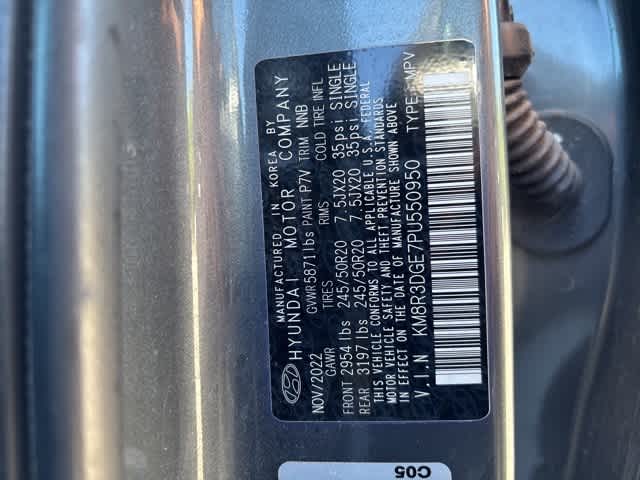 MANUFACTURED IN KOREA BY
HYUNDAI MOTOR COMPANY
NOV/2022 GVWR 5871 lbs PAINT P7V TRIM NNB
GAWR TIRES RIMS COLD TIRE INFL
FRONT 2954 lbs 245/50R20 7.5JX20 35psi SINGLE
REAR 3197 lbs 245/50R20 7.5JX20 35psi SINGLE
THIS VEHICLE CONFORMS TO ALL APPLICABLE U.S.A FEDERAL
MOTOR VEHICLE SAFETY AND THEFT PREVENTION STANDARDS
IN EFFECT ON THE DATE OF MANUFACTURE SHOWN ABOVE
V.I.N KM8R3DGE7PU550950 TYPE: MPV
C05